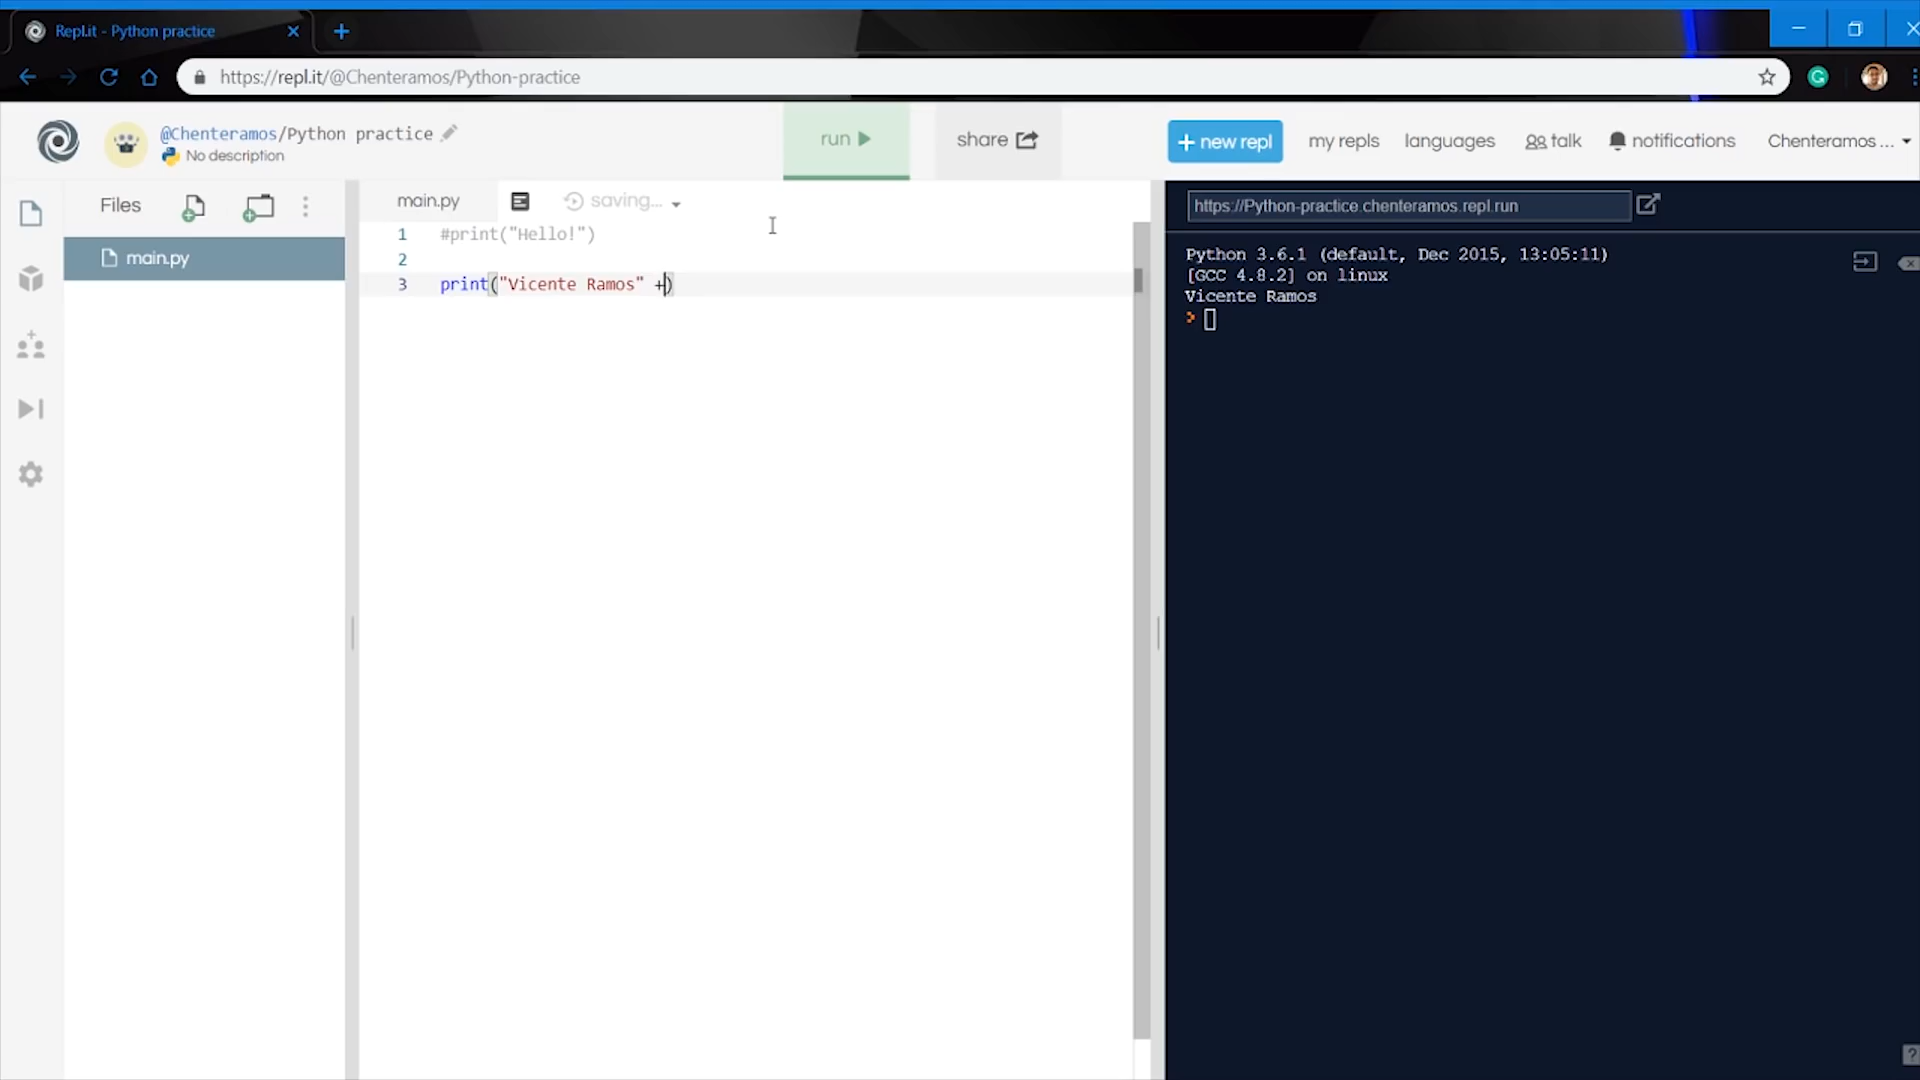 Repl.it - Python practice
https://repl.it/@Chenteramos/Python-practice
@Chenteramos/Python practice
No description
run
share
+ new repl
my repls
languages
talk
notifications
Chenteramos ...
Files
main.py
main.py
saving...
1 #print("Hello!")
2
3 print("Vicente Ramos" +)
https://Python-practice.chenteramos.repl.run
Python 3.6.1 (default, Dec 2015, 13:05:11)
[GCC 4.8.2] on linux
Vicente Ramos
>
?